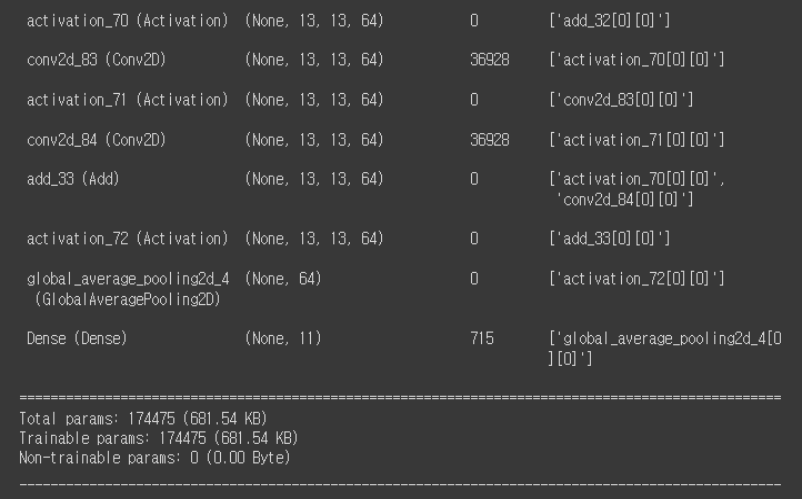 activation_70 (Activation) (None, 13, 13, 64) 0 ['add_32[0][0]']
conv2d_83 (Conv2D) (None, 13, 13, 64) 36928 ['activation_70[0][0]']
activation_71 (Activation) (None, 13, 13, 64) 0 ['conv2d_83[0][0]']
conv2d_84 (Conv2D) (None, 13, 13, 64) 36928 ['activation_71[0][0]']
add_33 (Add) (None, 13, 13, 64) 0 ['activation_70[0][0]',
'conv2d_84[0][0]']
activation_72 (Activation) (None, 13, 13, 64) 0 ['add_33[0][0]']
global_average_pooling2d_4 (None, 64) 0 ['activation_72[0][0]']
(GlobalAveragePooling2D)
Dense (Dense) (None, 11) 715 ['global_average_pooling2d_4[0
][0]']
==================================================================================================
Total params: 174475 (681.54 KB)
Trainable params: 174475 (681.54 KB)
Non-trainable params: 0 (0.00 Byte)
__________________________________________________________________________________________________